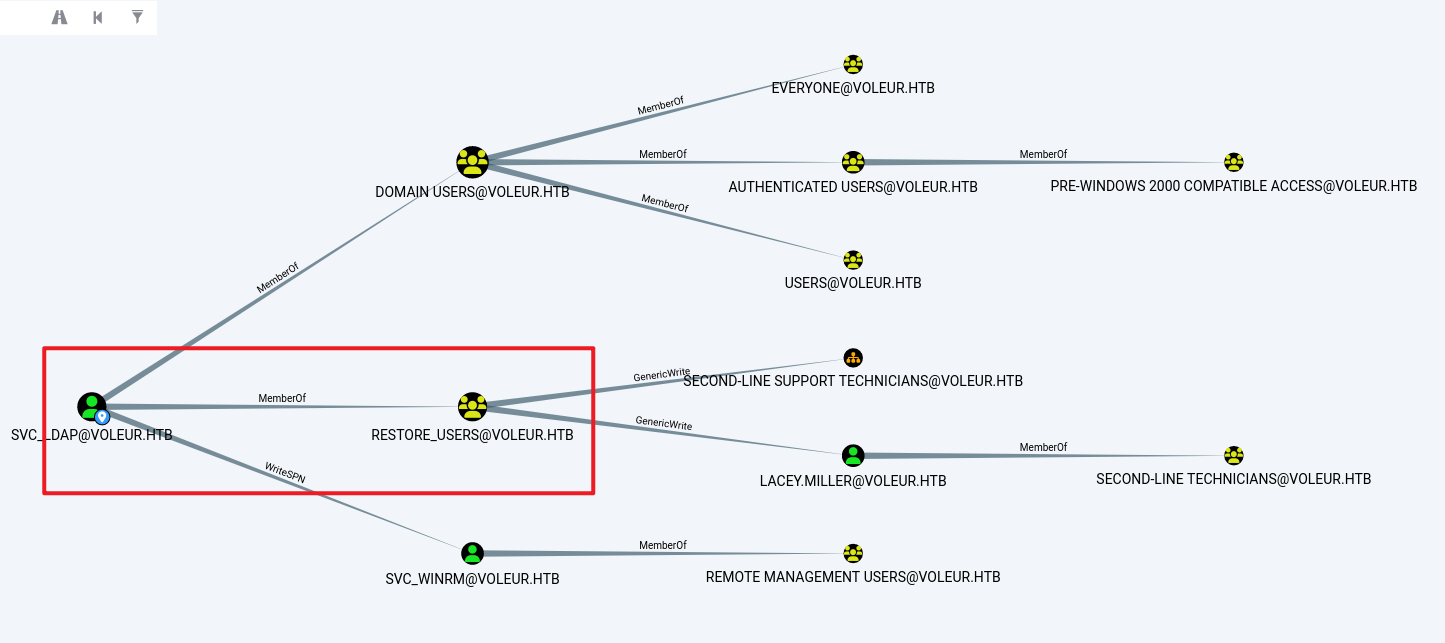 EVERYONE@VOLEUR.HTB
MemberOf
MemberOf
MemberOf
DOMAIN USERS@VOLEUR.HTB
AUTHENTICATED USERS@VOLEUR.HTB
PRE-WINDOWS 2000 COMPATIBLE ACCESS@VOLEUR.HTB
MemberOf
MemberOf
USERS@VOLEUR.HTB
GenericWrite
SECOND-LINE SUPPORT TECHNICIANS@VOLEUR.HTB
MemberOf
GenericWrite
SVC_LDAP@VOLEUR.HTB
RESTORE_USERS@VOLEUR.HTB
MemberOf
WriteSPN
LACEY.MILLER@VOLEUR.HTB
SECOND-LINE TECHNICIANS@VOLEUR.HTB
MemberOf
SVC_WINRM@VOLEUR.HTB
REMOTE MANAGEMENT USERS@VOLEUR.HTB